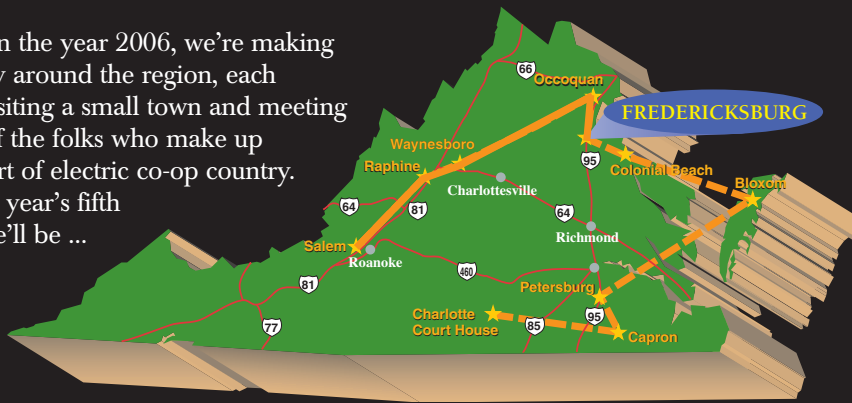 n the year 2006, we're making
y around the region, each
siting a small town and meeting
f the folks who make up
rt of electric co-op country.
year's fifth
e'll be ...
66
Occoquan
FREDERICKSBURG
Waynesboro
95
Raphine
Colonial Beach
Charlottesville
Bloxom
64
81
64
Salem
Richmond
Roanoke
460
81
Petersburg
Charlotte
Court House
77
85
95
Capron